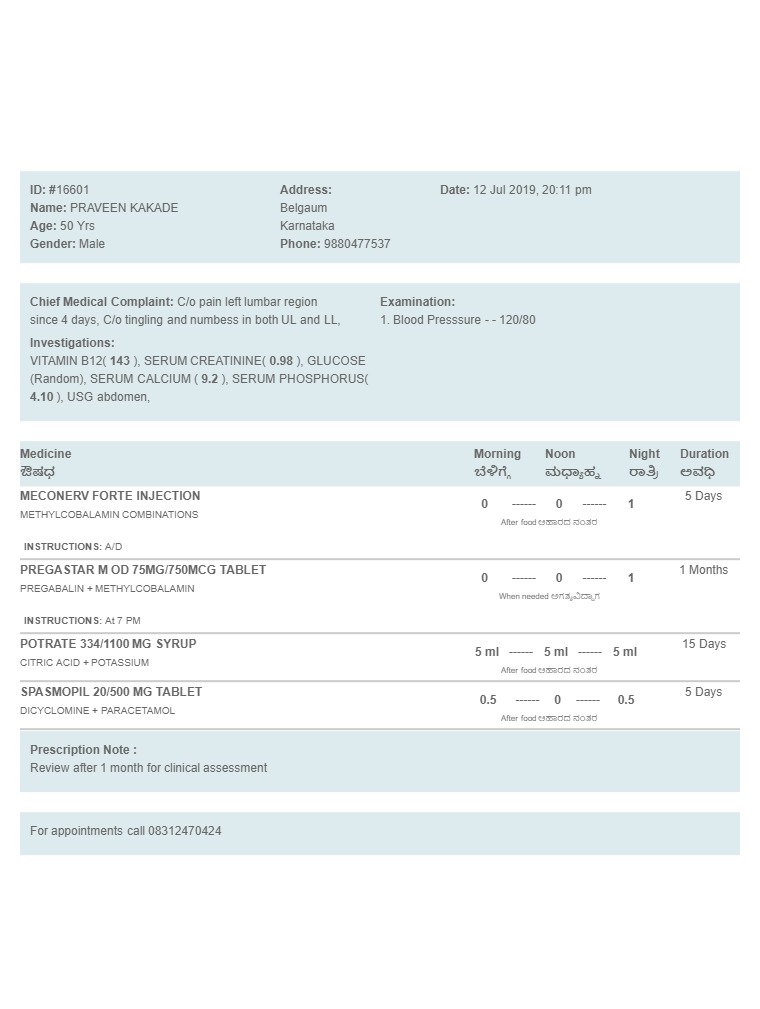 ID: #16601
Name: PRAVEEN KAKADE
Age: 50 Yrs
Gender: Male
Address:
Belgaum
Karnataka
Phone: 9880477537
Date: 12 Jul 2019, 20:11 pm
Chief Medical Complaint: C/o pain left lumbar region
since 4 days, C/o tingling and numbess in both UL and LL,
Investigations:
VITAMIN B12( 143 ), SERUM CREATININE( 0.98 ), GLUCOSE
(Random), SERUM CALCIUM ( 9.2 ), SERUM PHOSPHORUS(
4.10 ), USG abdomen,
Examination:
1. Blood Presssure - - 120/80
Medicine Morning Noon Night Duration
ಔಷಧ ಬೆಳಿಗ್ಗೆ ಮಧ್ಯಾಹ್ನ ರಾತ್ರಿ ಅವಧಿ
MECONERV FORTE INJECTION 0 ------ 0 ------ 1 5 Days
METHYLCOBALAMIN COMBINATIONS After food ಆಹಾರದ ನಂತರ
INSTRUCTIONS: A/D
PREGASTAR M OD 75MG/750MCG TABLET 0 ------ 0 ------ 1 1 Months
PREGABALIN + METHYLCOBALAMIN When needed ಅಗತ್ಯವಿದ್ದಾಗ
INSTRUCTIONS: At 7 PM
POTRATE 334/1100 MG SYRUP 5 ml ------ 5 ml ------ 5 ml 15 Days
CITRIC ACID + POTASSIUM After food ಆಹಾರದ ನಂತರ
SPASMOPIL 20/500 MG TABLET 0.5 ------ 0 ------ 0.5 5 Days
DICYCLOMINE + PARACETAMOL After food ಆಹಾರದ ನಂತರ
Prescription Note :
Review after 1 month for clinical assessment
For appointments call 08312470424